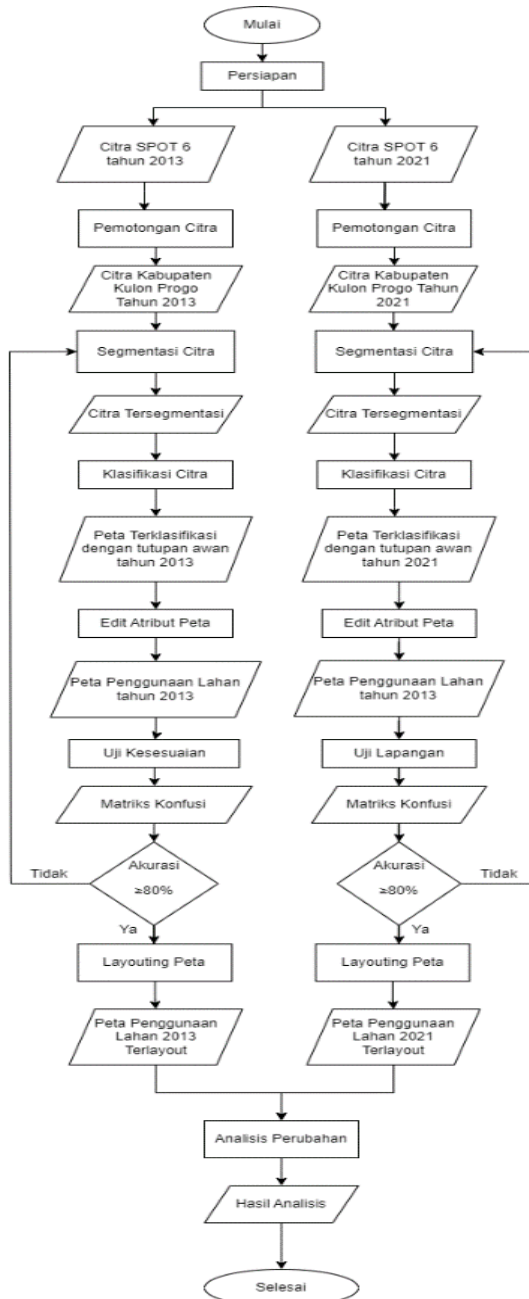 Mulai
Persiapan
Citra SPOT 6
tahun 2013
Citra SPOT 6
tahun 2021
Pemotongan Citra
Pemotongan Citra
Citra Kabupaten
Kulon Progo
Tahun 2013
Citra Kabupaten
Kulon Progo Tahun
2021
Segmentasi Citra
Segmentasi Citra
Citra Tersegmentasi
Citra Tersegmentasi
Klasifikasi Citra
Klasifikasi Citra
Peta Terklasifikasi
dengan tutupan awan
tahun 2013
Peta Terklasifikasi
dengan tutupan awan
tahun 2021
Edit Atribut Peta
Edit Atribut Peta
Peta Penggunaan Lahan
tahun 2013
Peta Penggunaan Lahan
tahun 2013
Uji Kesesuaian
Uji Lapangan
Matriks Konfusi
Matriks Konfusi
Tidak
Akurasi
≥80%
Akurasi
≥80%
Tidak
Ya
Ya
Layouting Peta
Layouting Peta
Peta Penggunaan
Lahan 2013
Terlayout
Peta Penggunaan
Lahan 2021
Terlayout
Analisis Perubahan
Hasil Analisis
Selesai